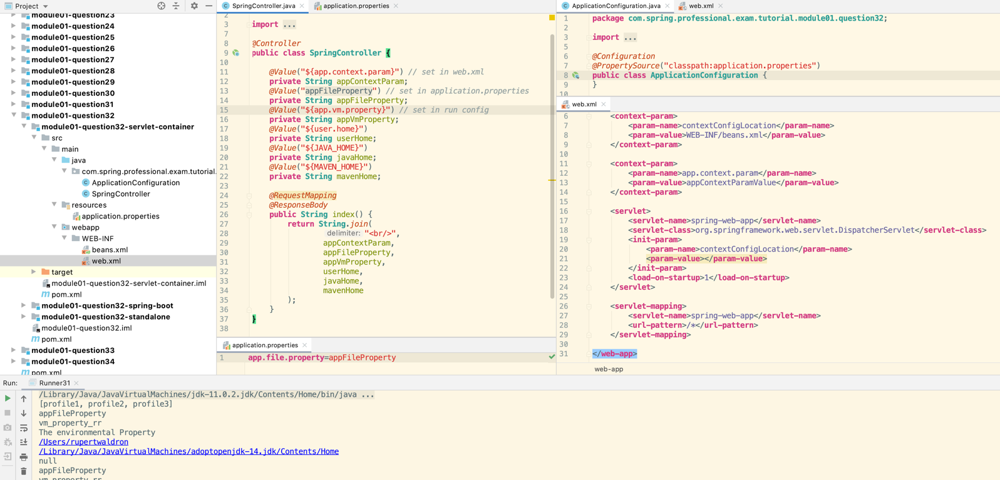 Project
module01-question23
module01-question24
module01-question25
module01-question26
module01-question27
module01-question28
module01-question29
module01-question30
module01-question31
module01-question32
module01-question32-servlet-container
src
main
java
com.spring.professional.exam.tutorial.
ApplicationConfiguration
SpringController
resources
application.properties
webapp
WEB-INF
beans.xml
web.xml
target
module01-question32-servlet-container.iml
pom.xml
module01-question32-spring-boot
module01-question32-standalone
module01-question32.iml
pom.xml
module01-question33
module01-question34
pom.xml
SpringController.java
application.properties
2
3 import ...
7
8 @Controller
9 public class SpringController {
10
11 @Value("${app.context.param}") // set in web.xml
12 private String appContextParam;
13 @Value("appFileProperty") // set in application.properties
14 private String appFileProperty;
15 @Value("${app.vm.property}") // set in run config
16 private String appVmProperty;
17 @Value("${user.home}")
18 private String userHome;
19 @Value("${JAVA_HOME}")
20 private String javaHome;
21 @Value("${MAVEN_HOME}")
22 private String mavenHome;
23
24 @RequestMapping
25 @ResponseBody
26 public String index() {
27 return String.join(
28 delimiter: "<br/>",
29 appContextParam,
30 appFileProperty,
31 appVmProperty,
32 userHome,
33 javaHome,
34 mavenHome
35 );
36 }
37 }
38
application.properties
1 app.file.property=appFileProperty
ApplicationConfiguration.java
web.xml
1 package com.spring.professional.exam.tutorial.module01.question32;
2
3 import ...
5
6 @Configuration
7 @PropertySource("classpath:application.properties")
8 public class ApplicationConfiguration {
9 }
10
web.xml
6 <context-param>
7 <param-name>contextConfigLocation</param-name>
8 <param-value>WEB-INF/beans.xml</param-value>
9 </context-param>
10
11 <context-param>
12 <param-name>app.context.param</param-name>
13 <param-value>appContextParamValue</param-value>
14 </context-param>
15
16 <servlet>
17 <servlet-name>spring-web-app</servlet-name>
18 <servlet-class>org.springframework.web.servlet.DispatcherServlet</servlet-class>
19 <init-param>
20 <param-name>contextConfigLocation</param-name>
21 <param-value></param-value>
22 </init-param>
23 <load-on-startup>1</load-on-startup>
24 </servlet>
25
26 <servlet-mapping>
27 <servlet-name>spring-web-app</servlet-name>
28 <url-pattern>/*</url-pattern>
29 </servlet-mapping>
30
31 </web-app>
web-app
Run: Runner31
/Library/Java/JavaVirtualMachines/jdk-11.0.2.jdk/Contents/Home/bin/java ...
[profile1, profile2, profile3]
appFileProperty
vm_property_rr
The environmental Property
/Users/rupertwaldron
/Library/Java/JavaVirtualMachines/adoptopenjdk-14.jdk/Contents/Home
null
appFileProperty
vm_property_rr